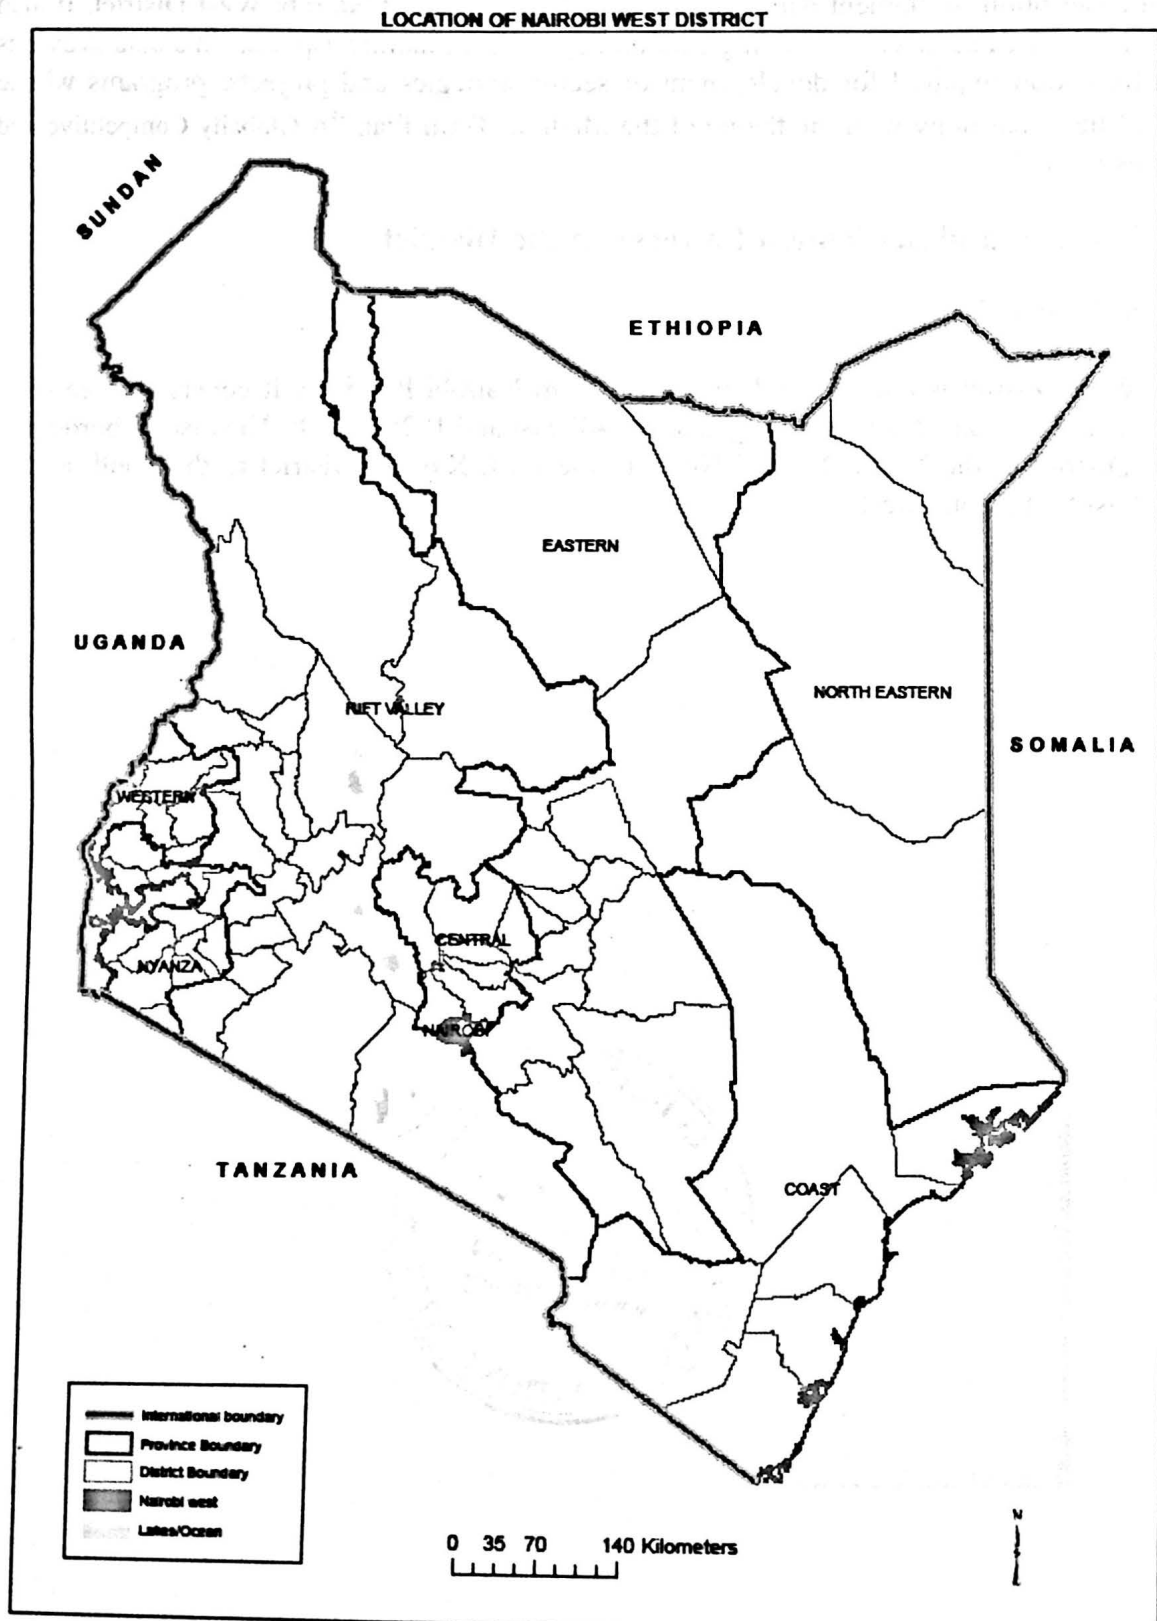 LOCATION OF NAIROBI WEST DISTRICT
SUNDAN
ETHIOPIA
EASTERN
UGANDA
NORTH EASTERN
RIFT VALLEY
SOMALIA
WESTERN
CENTRAL
NYANZA
NAIROBI
TANZANIA
COAST
International boundary
Province Boundary
District Boundary
Nairobi west
Lakes/Ocean
N
0 35 70 140 Kilometers